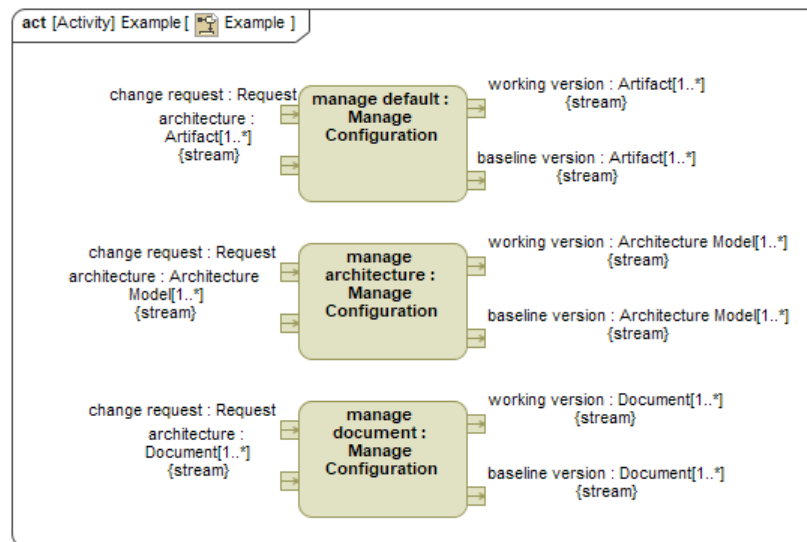 act [Activity] Example [ Example ]
change request : Request
architecture :
Artifact[1..*]
{stream}
manage default :
Manage
Configuration
working version : Artifact[1..*]
{stream}
baseline version : Artifact[1..*]
{stream}
change request : Request
architecture : Architecture
Model[1..*]
{stream}
manage
architecture :
Manage
Configuration
working version : Architecture Model[1..*]
{stream}
baseline version : Architecture Model[1..*]
{stream}
change request : Request
architecture :
Document[1..*]
{stream}
manage
document :
Manage
Configuration
working version : Document[1..*]
{stream}
baseline version : Document[1..*]
{stream}